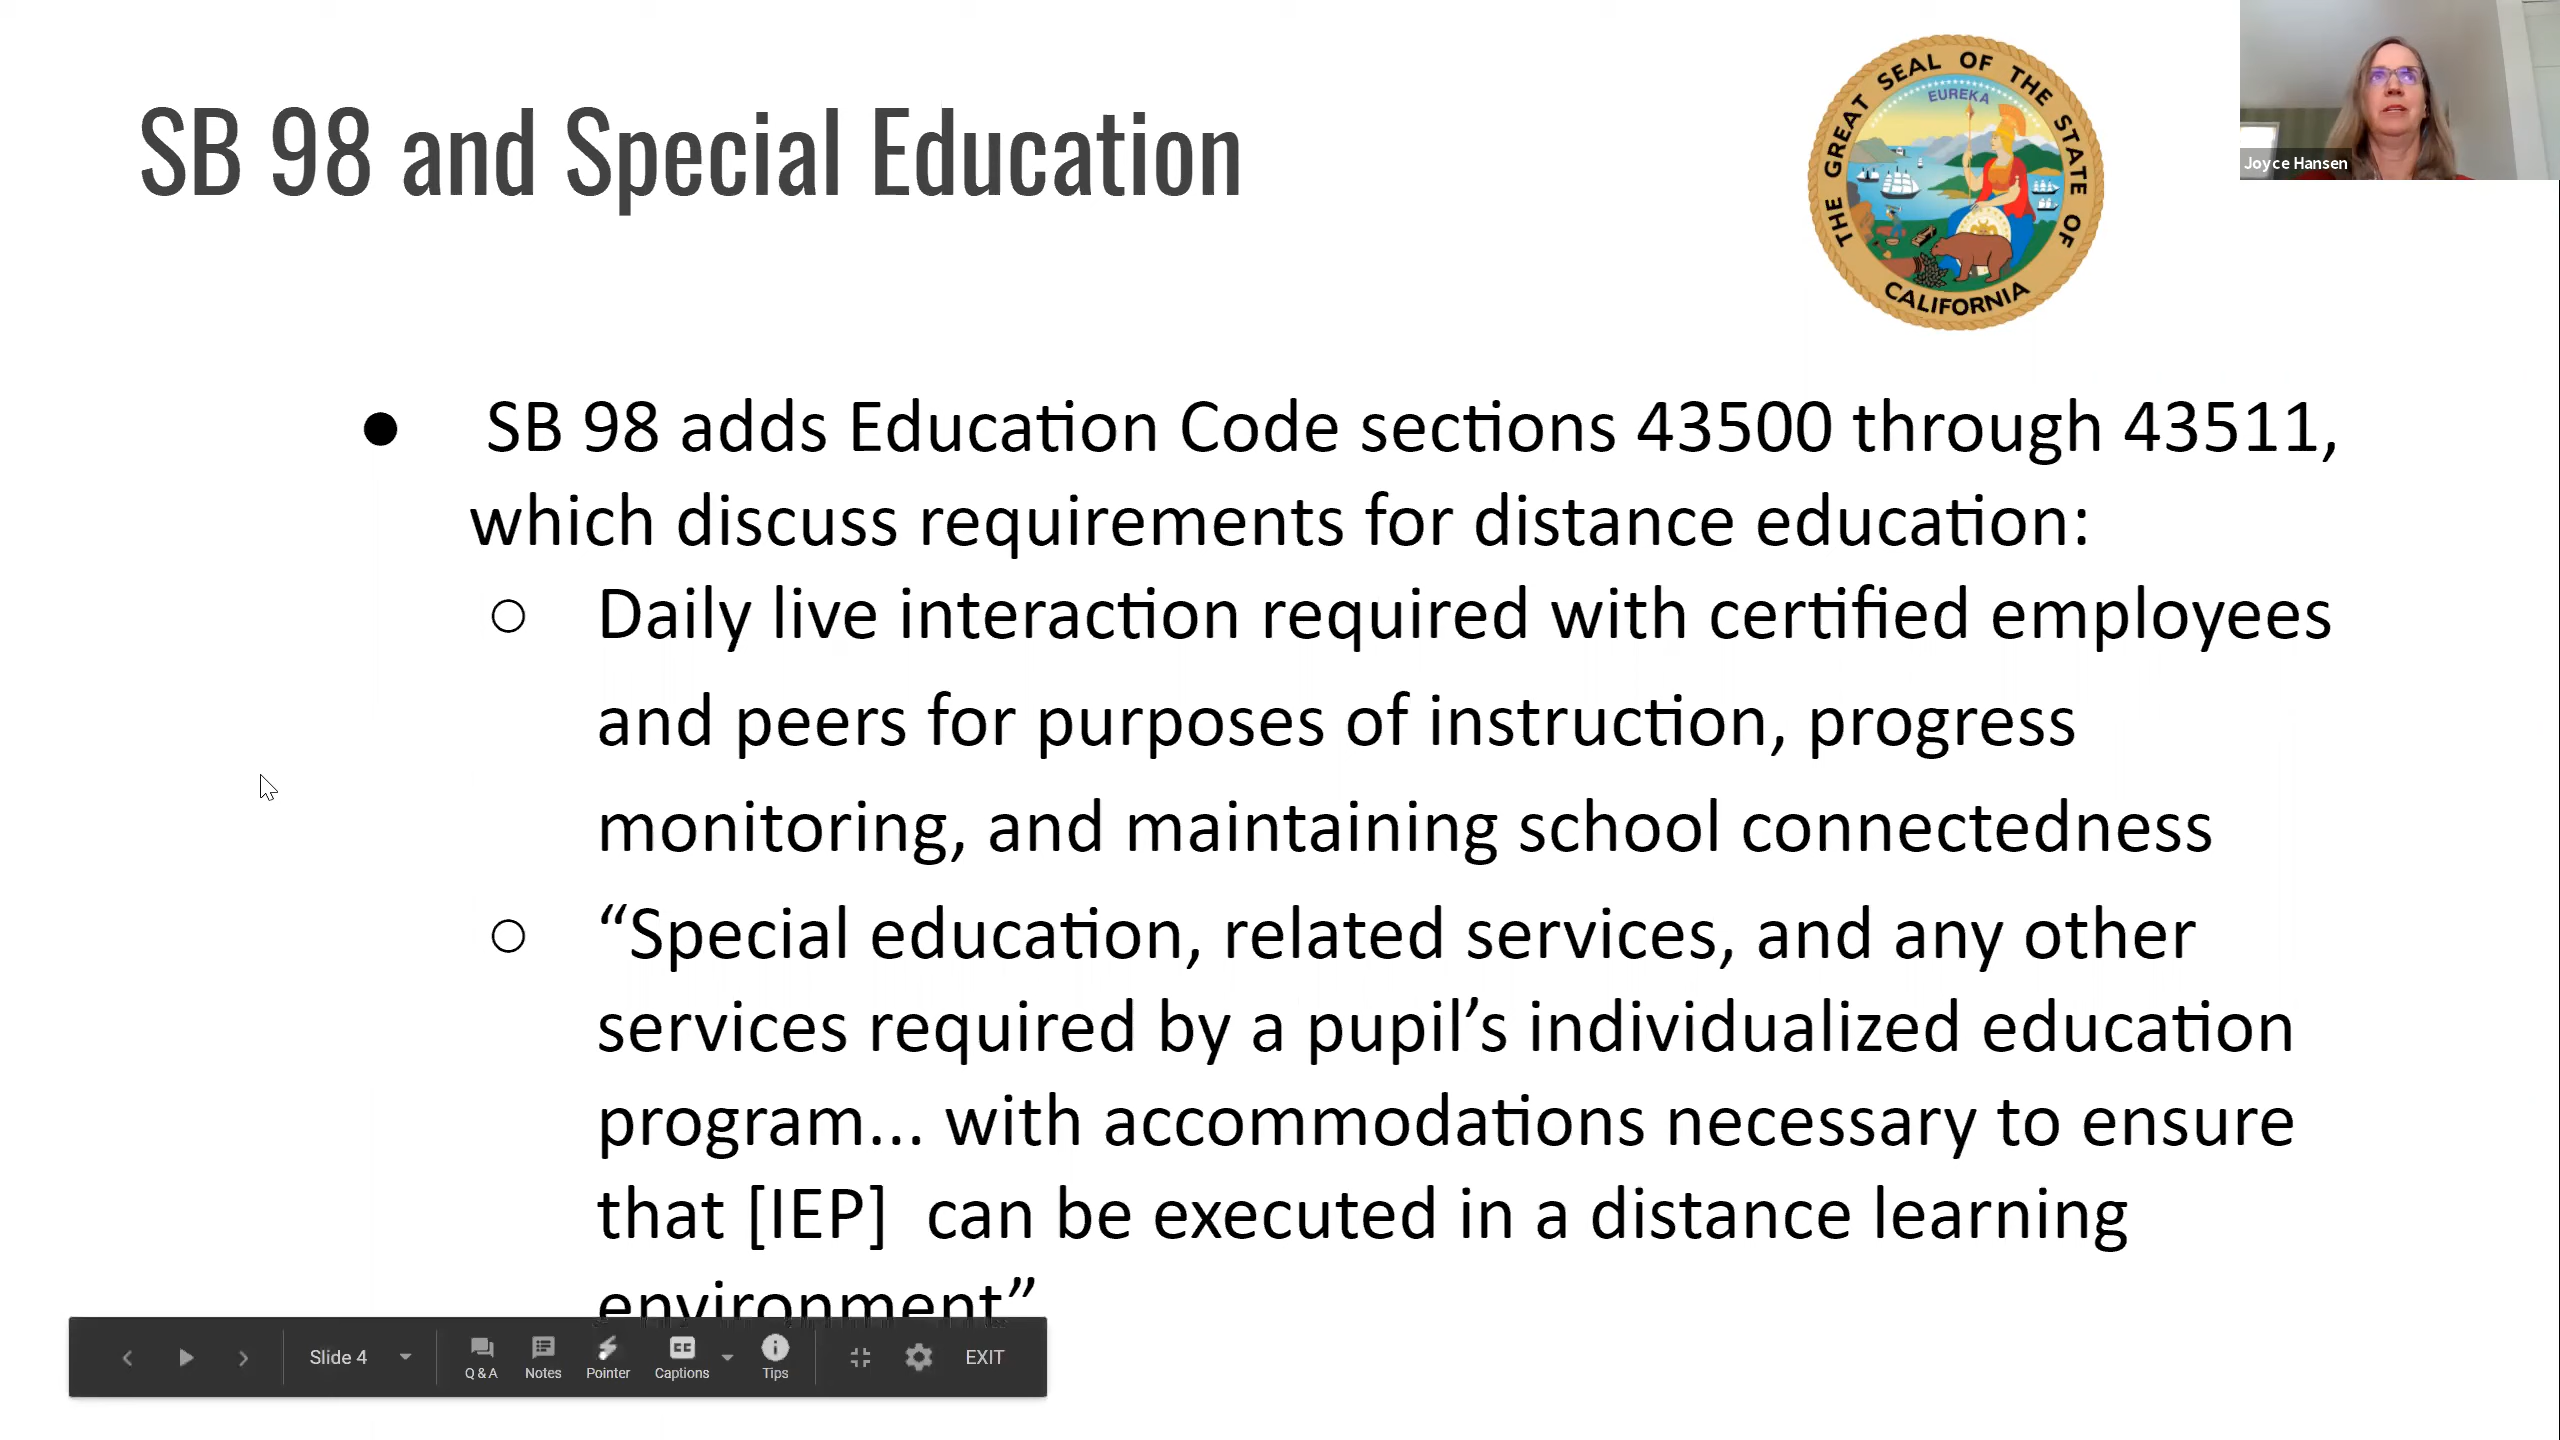 SB 98 and Special Education
THE GREAT SEAL OF THE STATE OF CALIFORNIA
EUREKA
Joyce Hansen
● SB 98 adds Education Code sections 43500 through 43511,
which discuss requirements for distance education:
○ Daily live interaction required with certified employees
and peers for purposes of instruction, progress
monitoring, and maintaining school connectedness
○ “Special education, related services, and any other
services required by a pupil’s individualized education
program... with accommodations necessary to ensure
that [IEP] can be executed in a distance learning
environment”
Slide 4
Q & A
Notes
Pointer
CC
Captions
Tips
EXIT